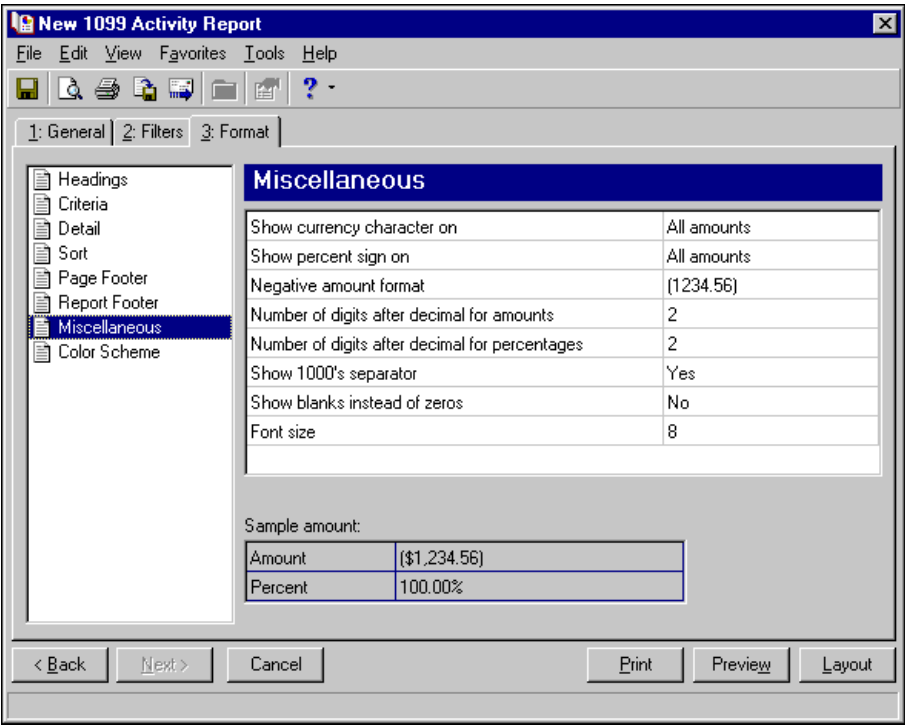 New 1099 Activity Report
File Edit View Favorites Tools Help
?
1: General 2: Filters 3: Format
Headings
Criteria
Detail
Sort
Page Footer
Report Footer
Miscellaneous
Color Scheme
Miscellaneous
Show currency character on All amounts
Show percent sign on All amounts
Negative amount format (1234.56)
Number of digits after decimal for amounts 2
Number of digits after decimal for percentages 2
Show 1000's separator Yes
Show blanks instead of zeros No
Font size 8
Sample amount:
Amount ($1,234.56)
Percent 100.00%
< Back Next > Cancel Print Preview Layout